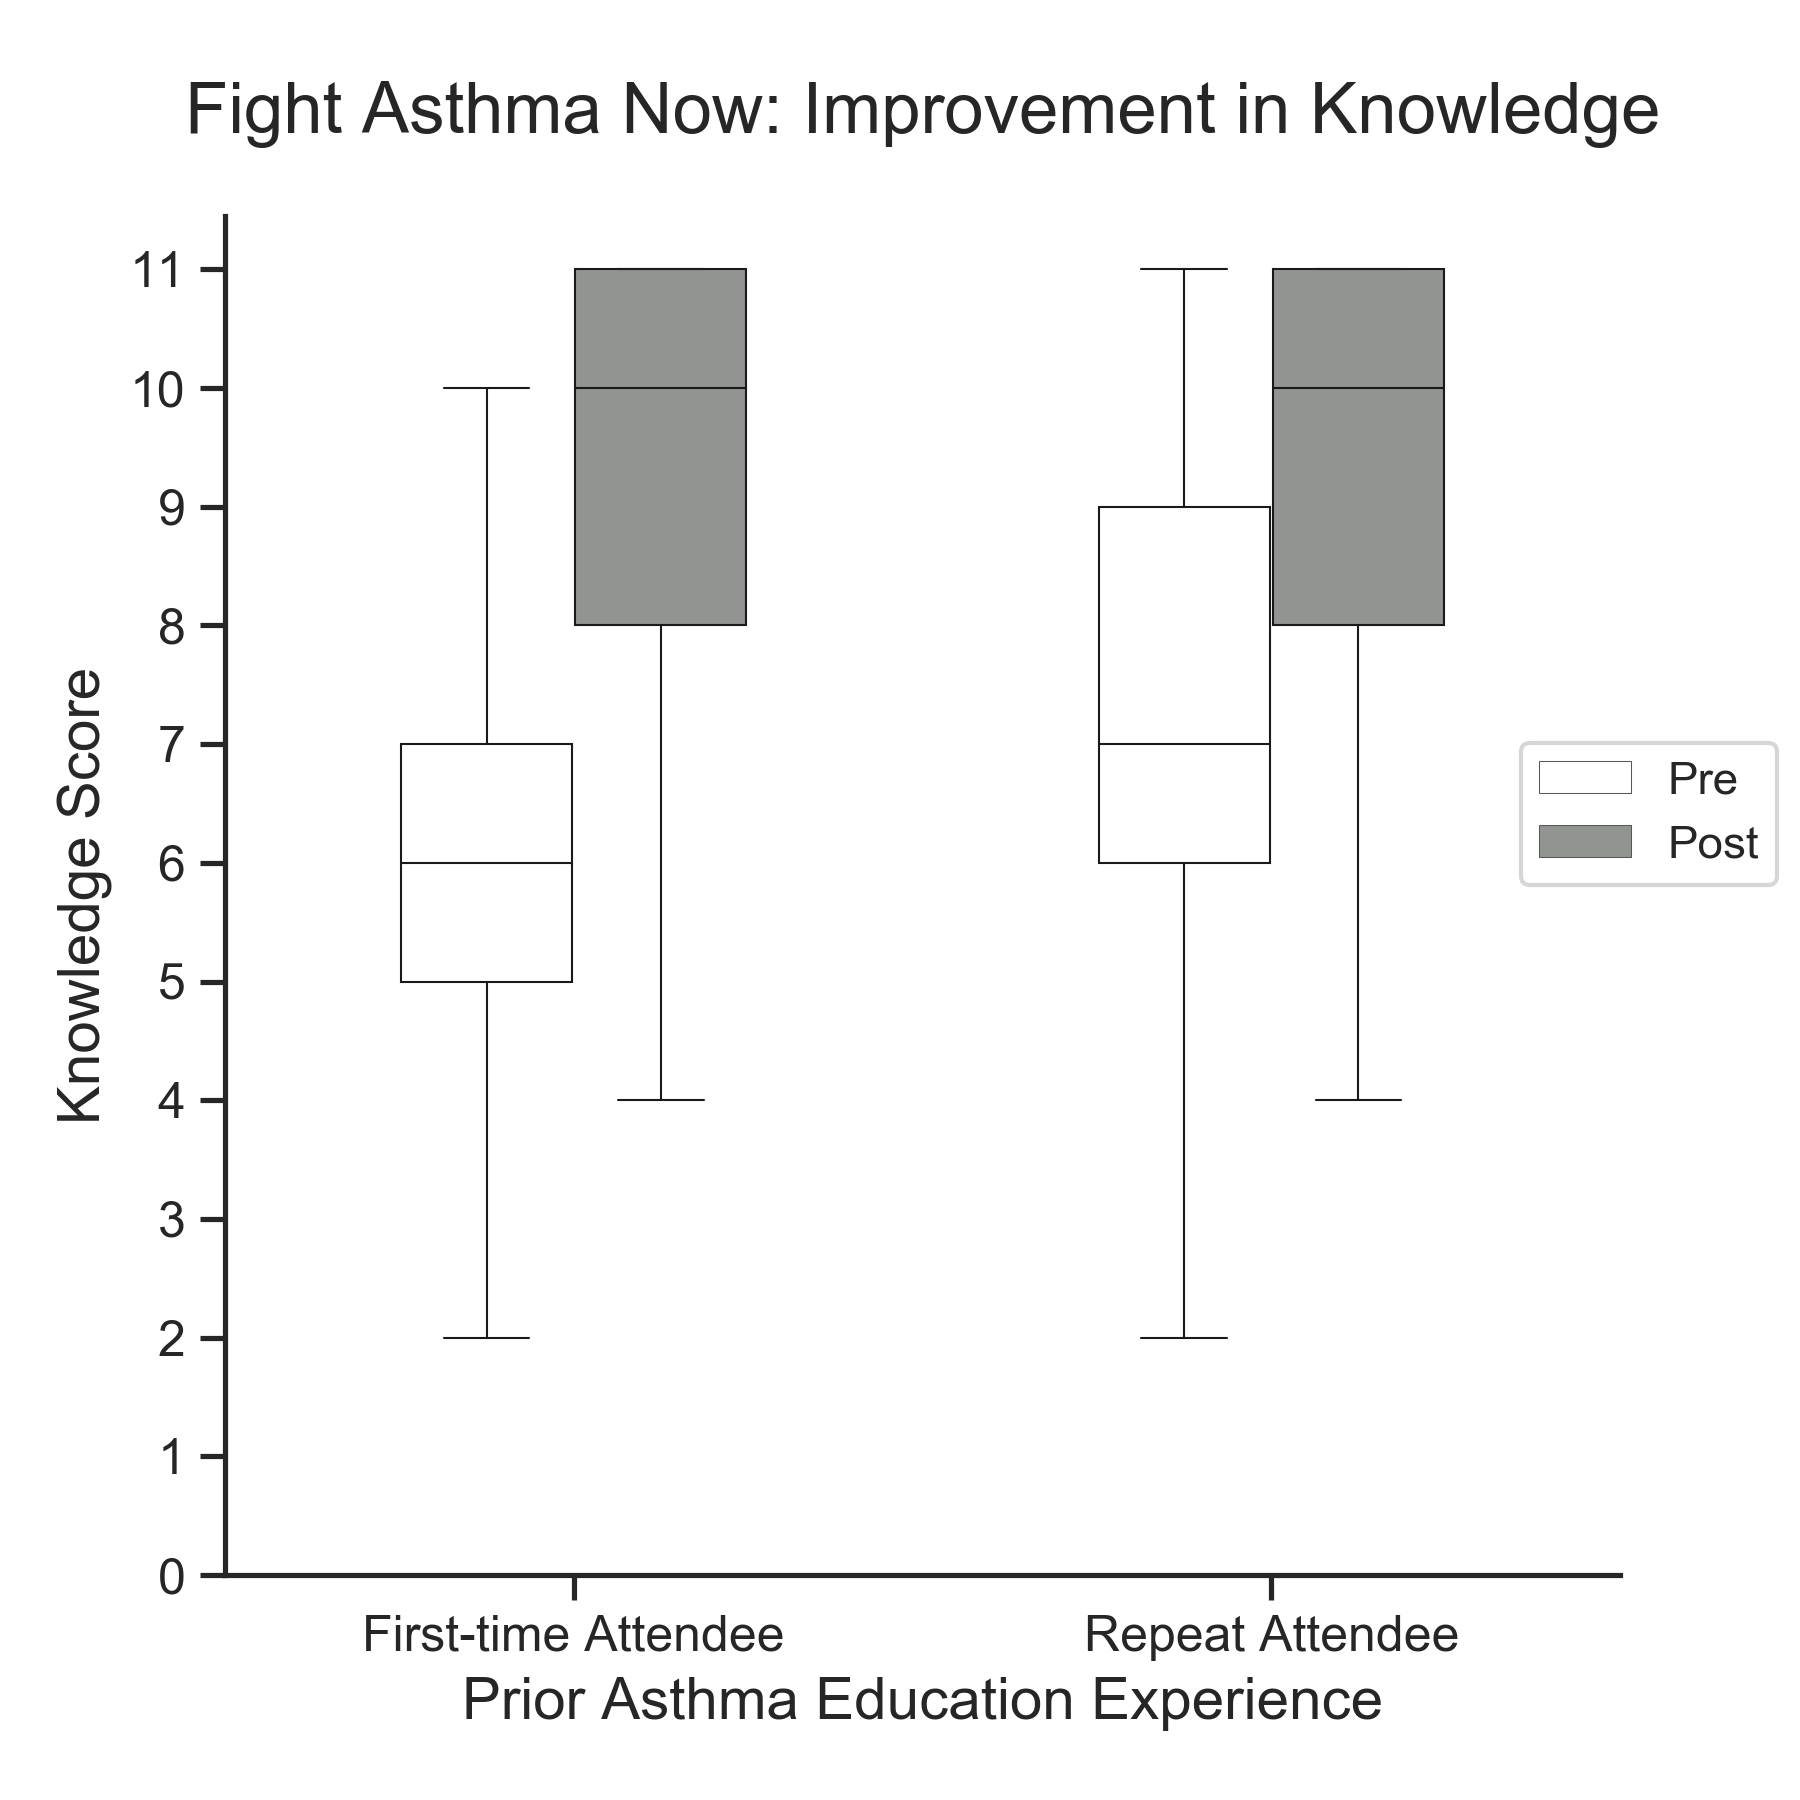 Fight Asthma Now: Improvement in Knowledge
11
10
9
8
7
6
5
4
3
2
1
0
Knowledge Score
Pre
Post
First-time Attendee
Repeat Attendee
Prior Asthma Education Experience